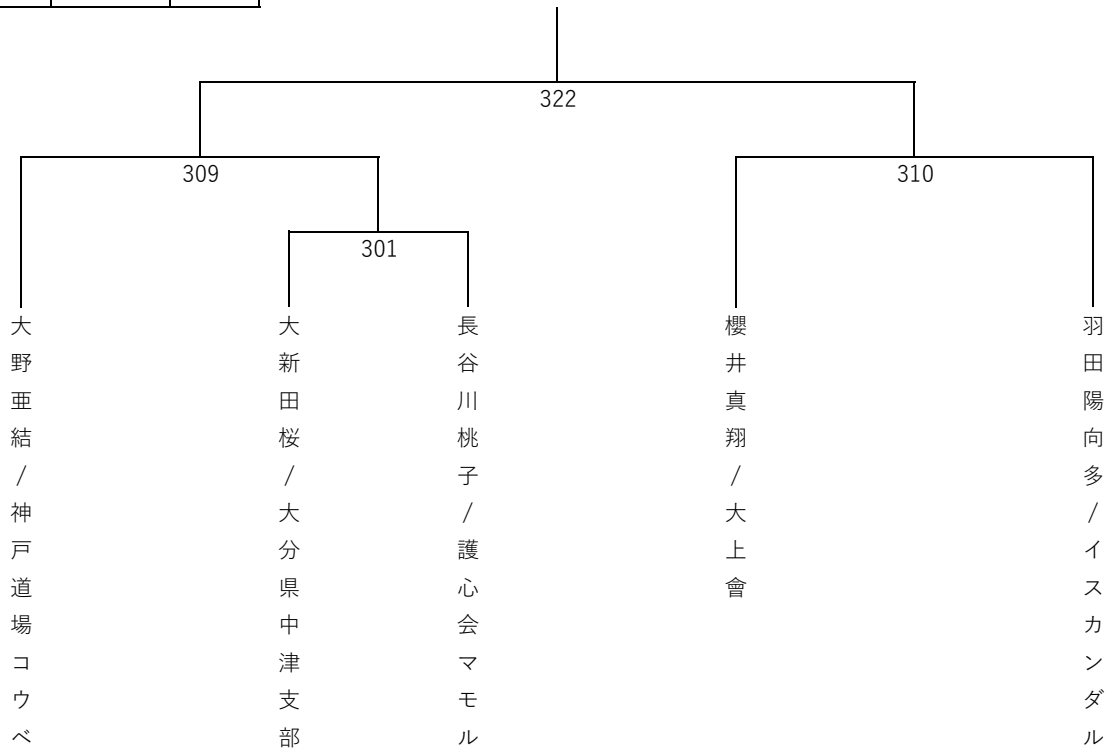 322
309
310
301
大野亜結/神戸道場コウベ
大新田桜/大分県中津支部
長谷川桃子/護心会マモル
櫻井真翔/大上會
羽田陽向多/イスカンダル